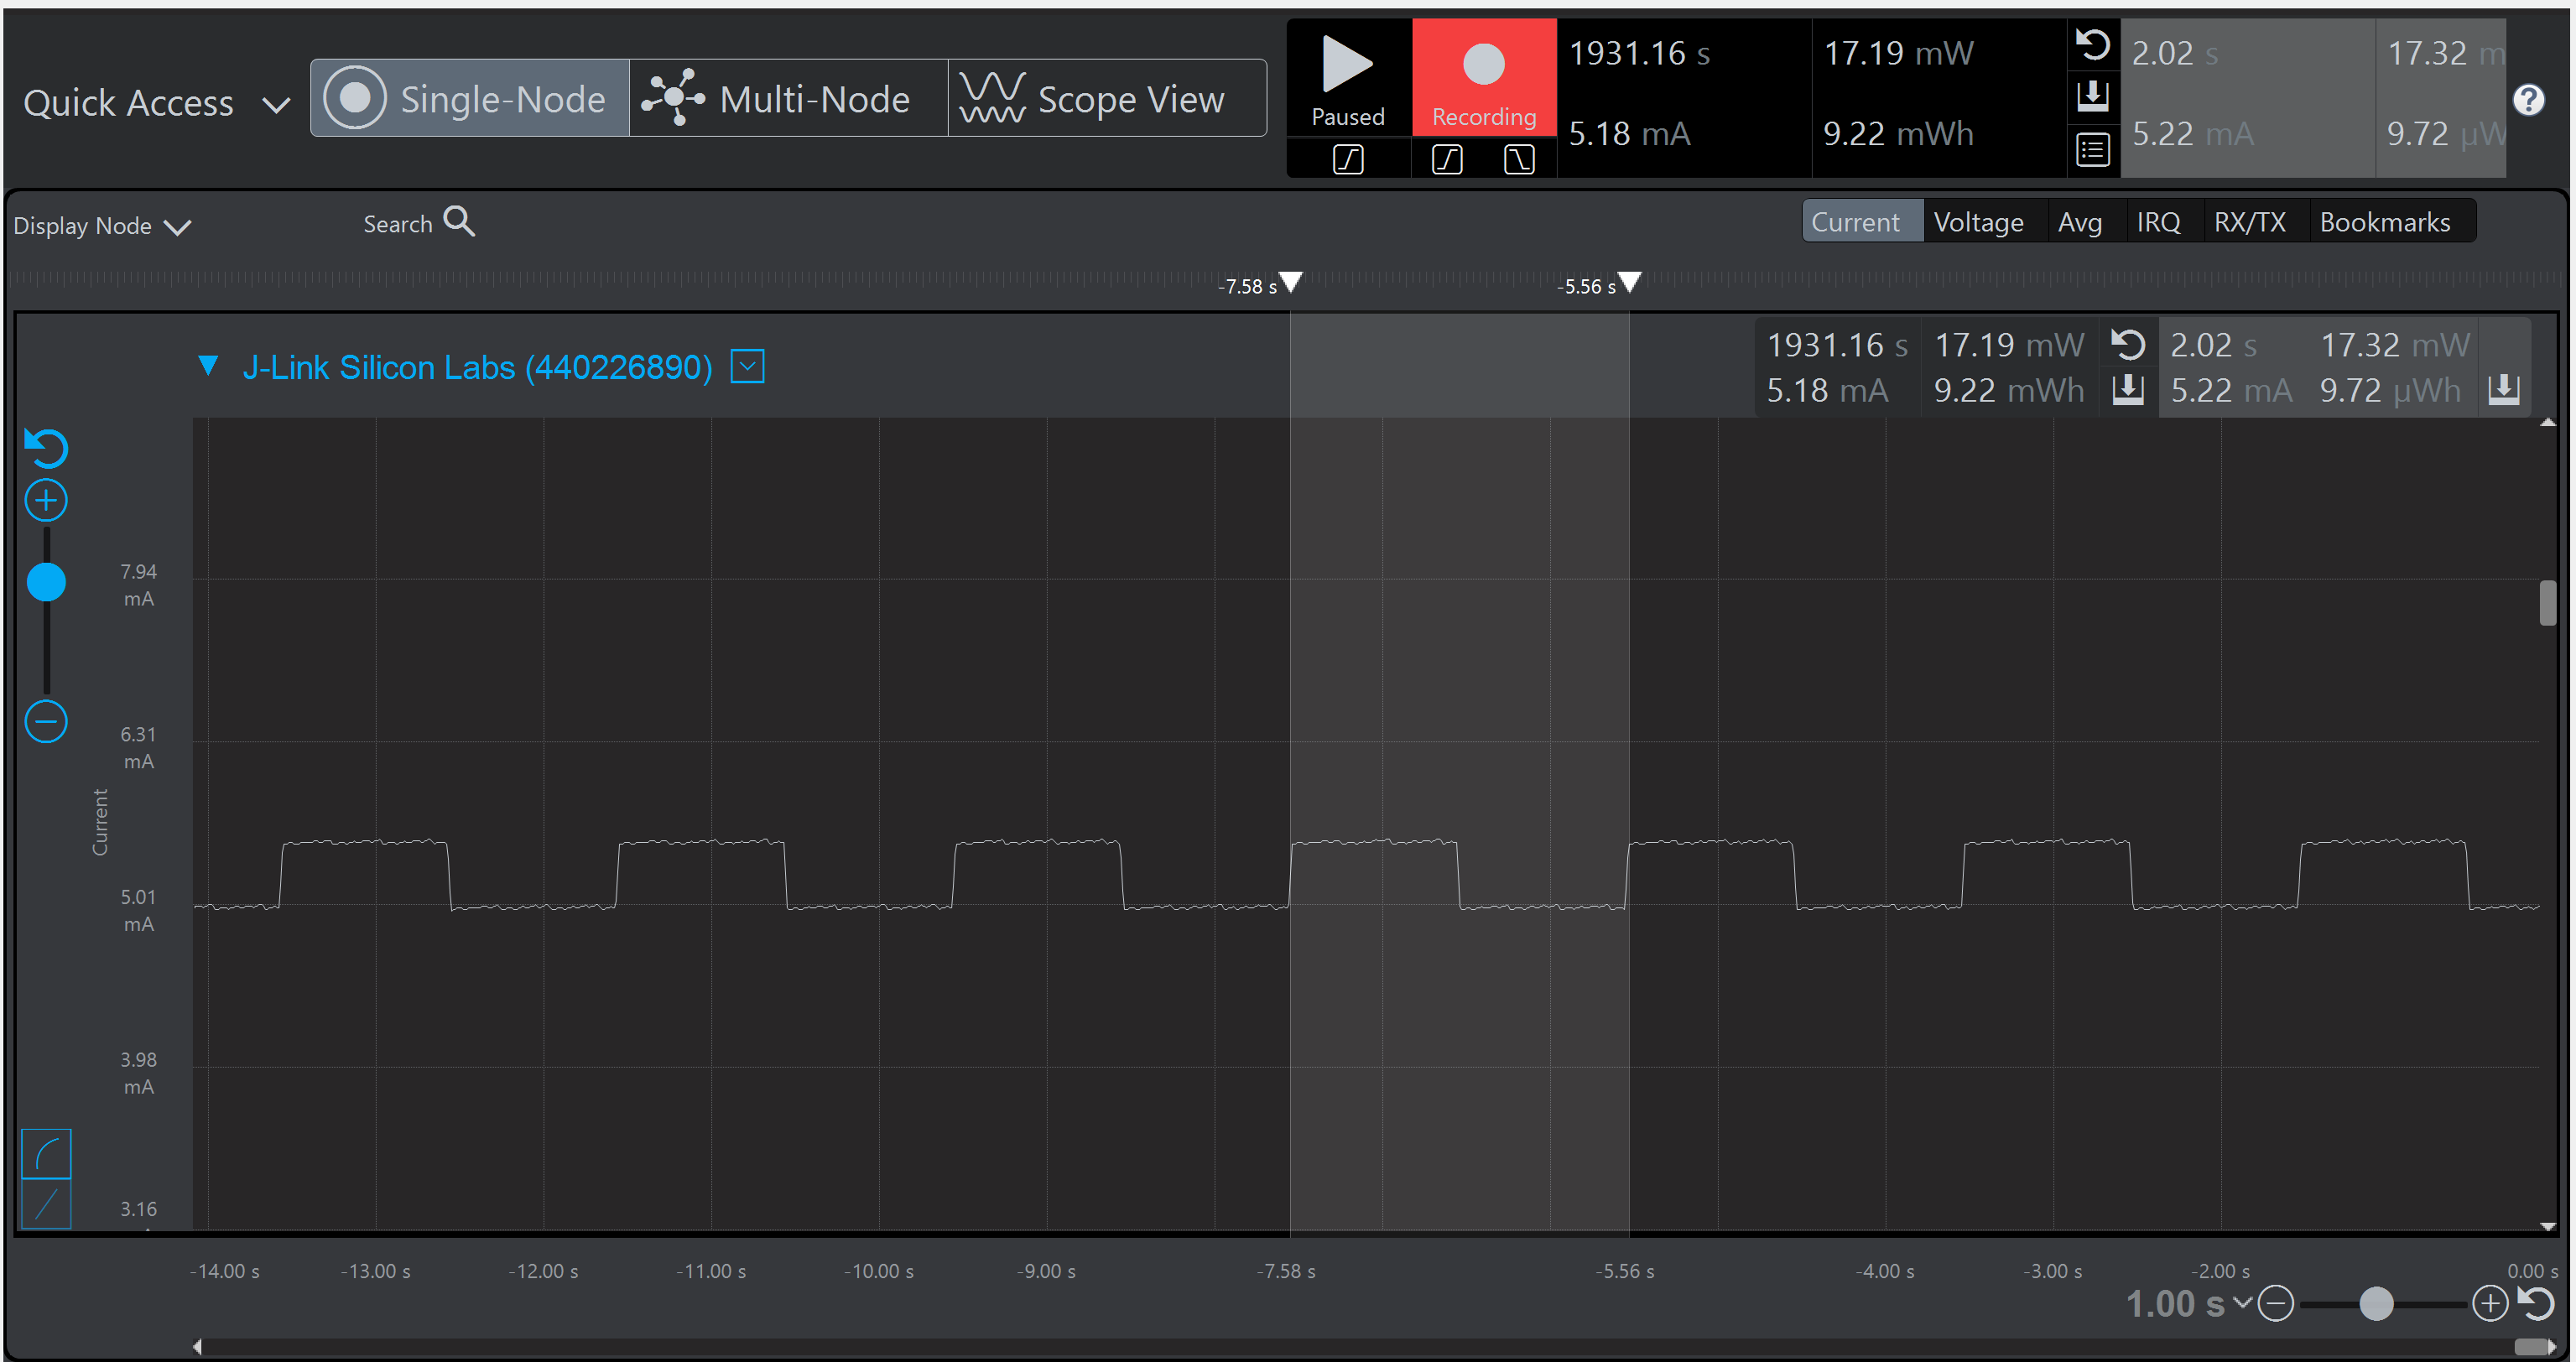 Quick Access
Single-Node
Multi-Node
Scope View
Paused
Recording
1931.16 s
17.19 mW
2.02 s
17.32 m
5.18 mA
9.22 mWh
5.22 mA
9.72 µW
Display Node
Search
Current
Voltage
Avg
IRQ
RX/TX
Bookmarks
-7.58 s
-5.56 s
J-Link Silicon Labs (440226890)
1931.16 s
17.19 mW
2.02 s
17.32 mW
5.18 mA
9.22 mWh
5.22 mA
9.72 µWh
7.94
mA
6.31
mA
Current
5.01
mA
3.98
mA
3.16
-14.00 s
-13.00 s
-12.00 s
-11.00 s
-10.00 s
-9.00 s
-7.58 s
-5.56 s
-4.00 s
-3.00 s
-2.00 s
0.00 s
1.00 s